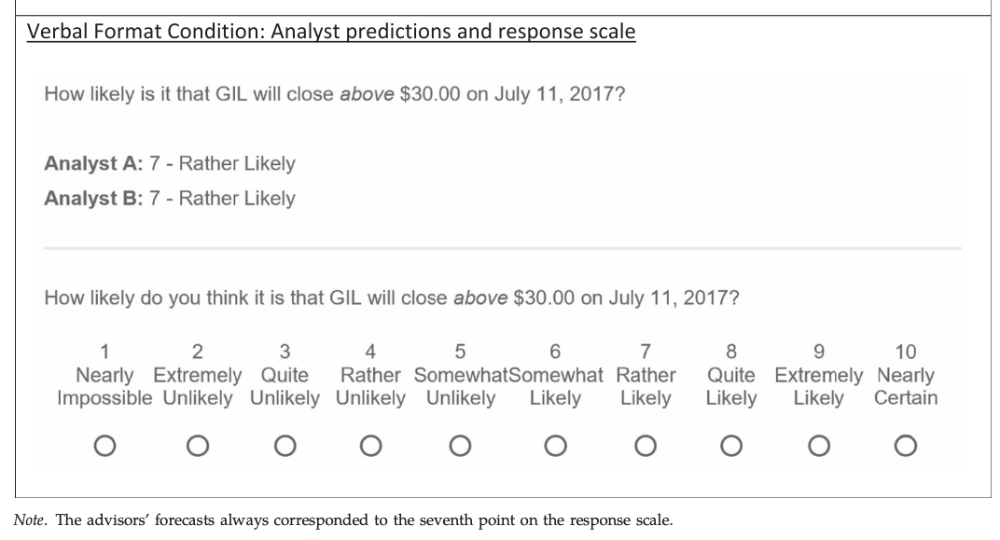 Verbal Format Condition: Analyst predictions and response scale
How likely is it that GIL will close above $30.00 on July 11, 2017?
Analyst A: 7 - Rather Likely
Analyst B: 7 - Rather Likely
How likely do you think it is that GIL will close above $30.00 on July 11, 2017?
1 2 3 4 5 6 7 8 9 10
Nearly Extremely Quite Rather Somewhat Somewhat Rather Quite Extremely Nearly
Impossible Unlikely Unlikely Unlikely Unlikely Likely Likely Likely Likely Certain
Note. The advisors' forecasts always corresponded to the seventh point on the response scale.